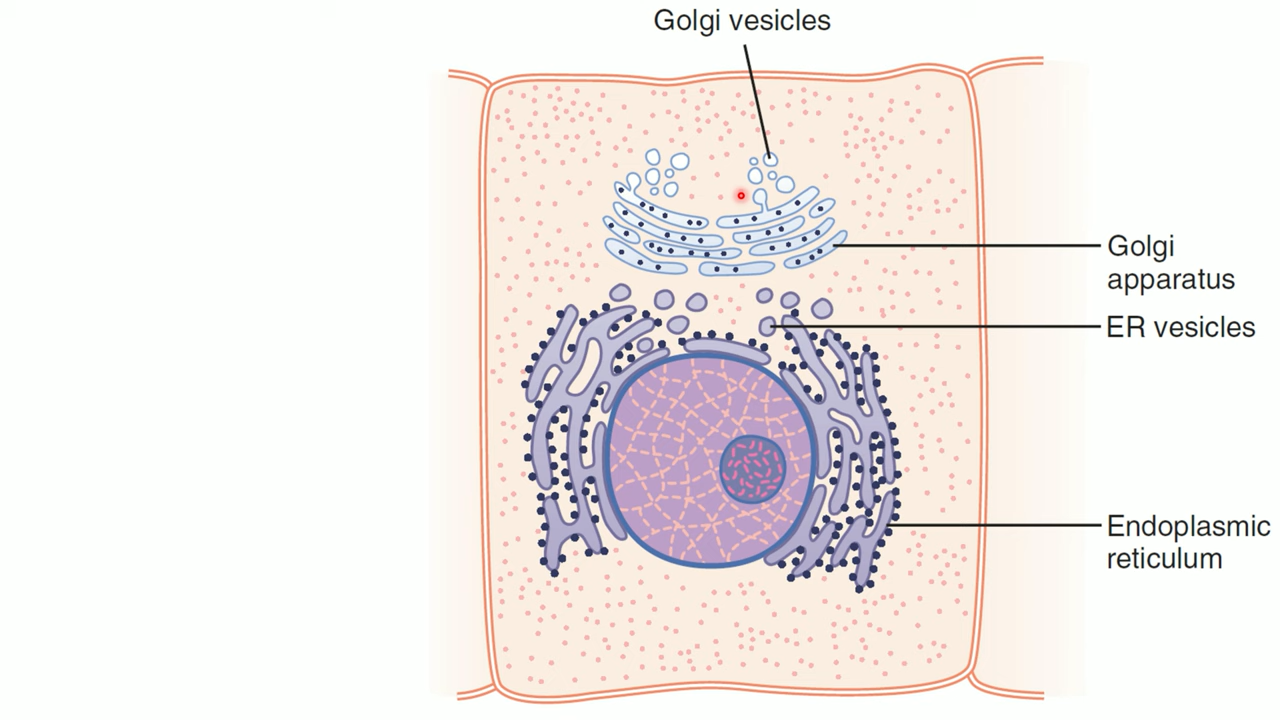 Golgi vesicles
Golgi
apparatus
ER vesicles
Endoplasmic
reticulum